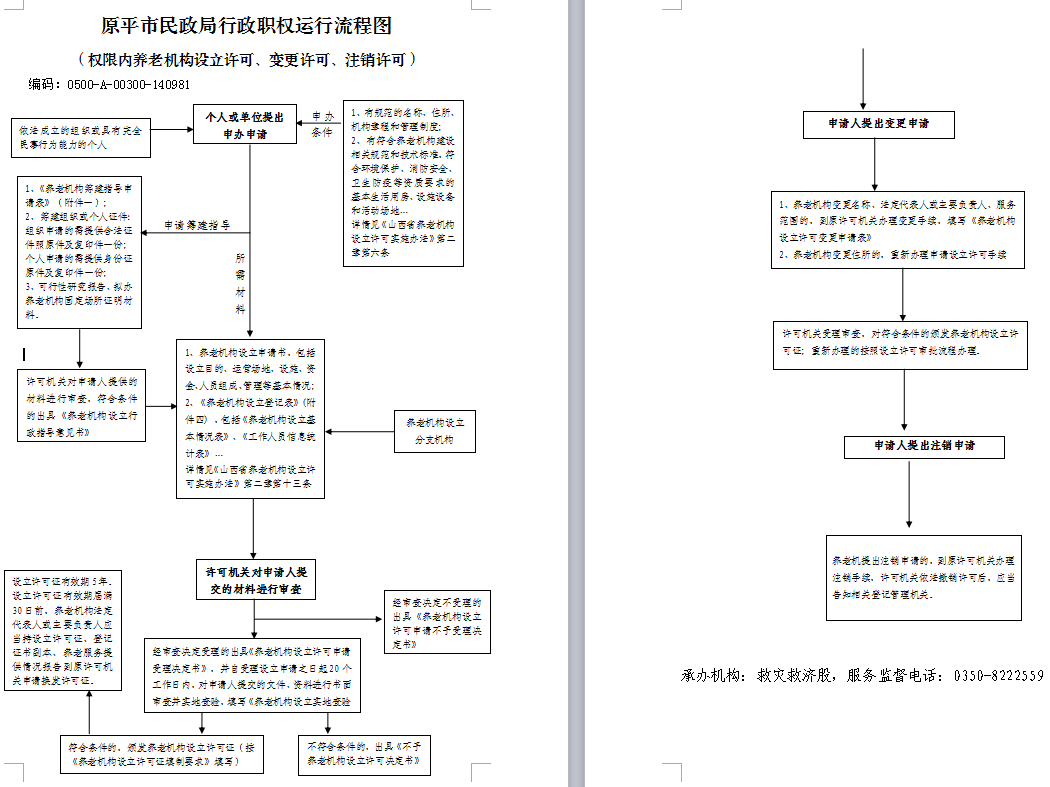 原平市民政局行政职权运行流程图
（权限内养老机构设立许可、变更许可、注销许可）
编码：0500-A-00300-140981
依法成立的组织或具有完全
民事行为能力的个人
个人或单位提出
申办申请
申办
条件
1、有规范的名称、住所、
机构章程和管理制度；
2、有符合养老机构建设
相关规范和技术标准，符
合环境保护、消防安全、
卫生防疫等资质要求的
基本生活用房、设施设备
和活动场地…
详情见《山西省养老机构
设立许可实施办法》第二
章第六条
1、《养老机构筹建指导申
请表》（附件一）；
2、筹建组织或个人证件:
组织申请的需提供合法证
件照原件及复印件一份；
个人申请的需提供身份证
原件及复印件一份；
3、可行性研究报告、拟办
养老机构固定场所证明材
料．
申请筹建指导
所
需
材
料
许可机关对申请人提供的
材料进行审查，符合条件
的出具《养老机构设立行
政指导意见书》
1、养老机构设立申请书，包括
设立目的、运营场地、设施、资
金、人员组成、管理等基本情况；
2、《养老机构设立登记表》(附
件四) ，包括《养老机构设立基
本情况表》、《工作人员信息统
计表》…
详情见《山西省养老机构设立许
可实施办法》第二章第十三条
养老机构设立
分支机构
许可机关对申请人提
交的材料进行审查
经审查决定不受理的
出具《养老机构设立
许可申请不予受理决
定书》
经审查决定受理的出具《养老机构设立许可申请
受理决定书》，并自受理设立申请之日起20个
工作日内，对申请人提交的文件、资料进行书面
审查并实地查验，填写《养老机构设立实地查验
设立许可证有效期5年．
设立许可证有效期届满
30日前，养老机构法定
代表人或主要负责人应
当持设立许可证、登记
证书副本、养老服务提
供情况报告到原许可机
关申请换发许可证．
符合条件的，颁发养老机构设立许可证（按
《养老机构设立许可证填制要求》填写）
不符合条件的，出具《不予
养老机构设立许可决定书》
申请人提出变更申请
1、养老机构变更名称、法定代表人或主要负责人、服务
范围的，到原许可机关办理变更手续，填写《养老机构
设立许可变更申请表》
2、养老机构变更住所的，重新办理申请设立许可手续
许可机关受理审查，对符合条件的颁发养老机构设立许
可证；重新办理的按照设立许可审批流程办理．
申请人提出注销申请
养老机提出注销申请的，到原许可机关办理
注销手续，许可机关依法撤销许可后，应当
告知相关登记管理机关．
承办机构：救灾救济股，服务监督电话：0350-8222559